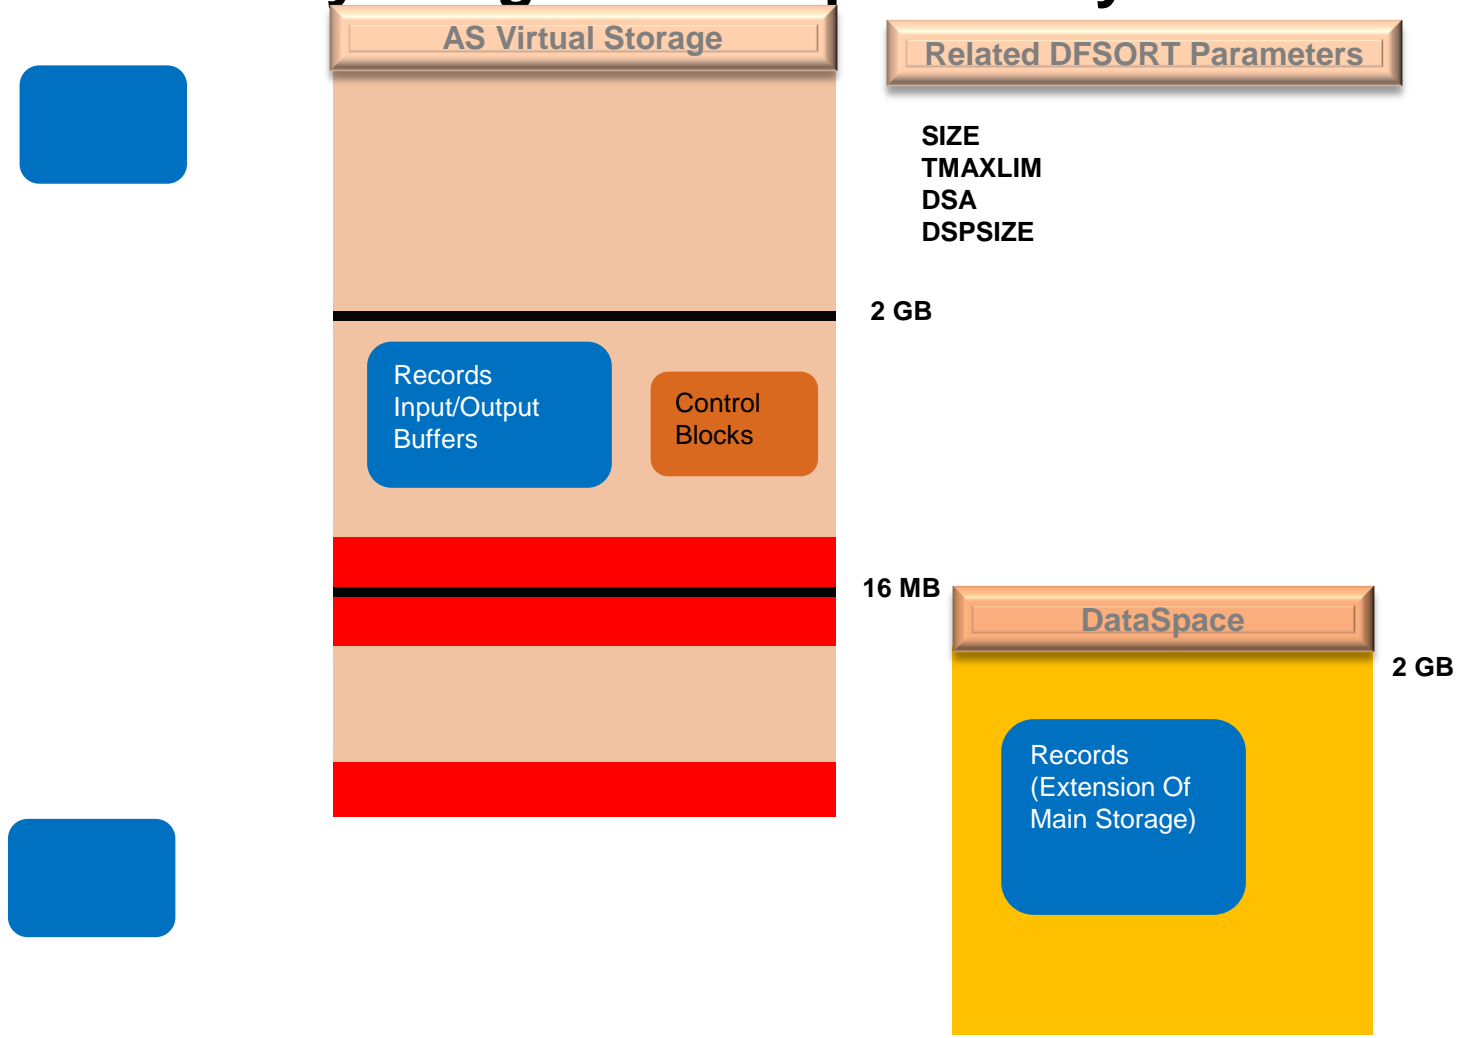 AS Virtual Storage
Related DFSORT Parameters
SIZE
TMAXLIM
DSA
DSPSIZE
2 GB
Records
Input/Output
Buffers
Control
Blocks
16 MB
DataSpace
2 GB
Records
(Extension Of
Main Storage)